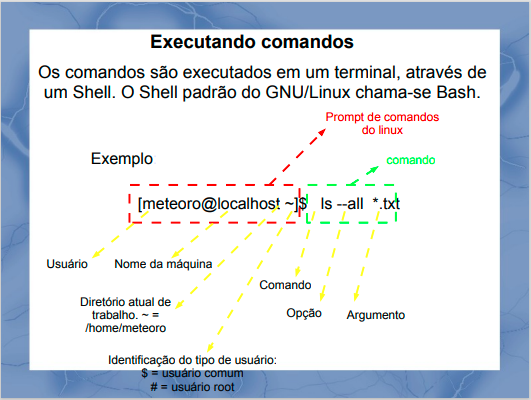 Executando comandos
Os comandos são executados em um terminal, através de
um Shell. O Shell padrão do GNU/Linux chama-se Bash.
Prompt de comandos
do linux
Exemplo
comando
[meteoro@localhost ~]$ ls --all *.txt
Usuário
Nome da máquina
Comando
Diretório atual de
trabalho. ~ =
/home/meteoro
Opção
Argumento
Identificação do tipo de usuário:
$ = usuário comum
# = usuário root